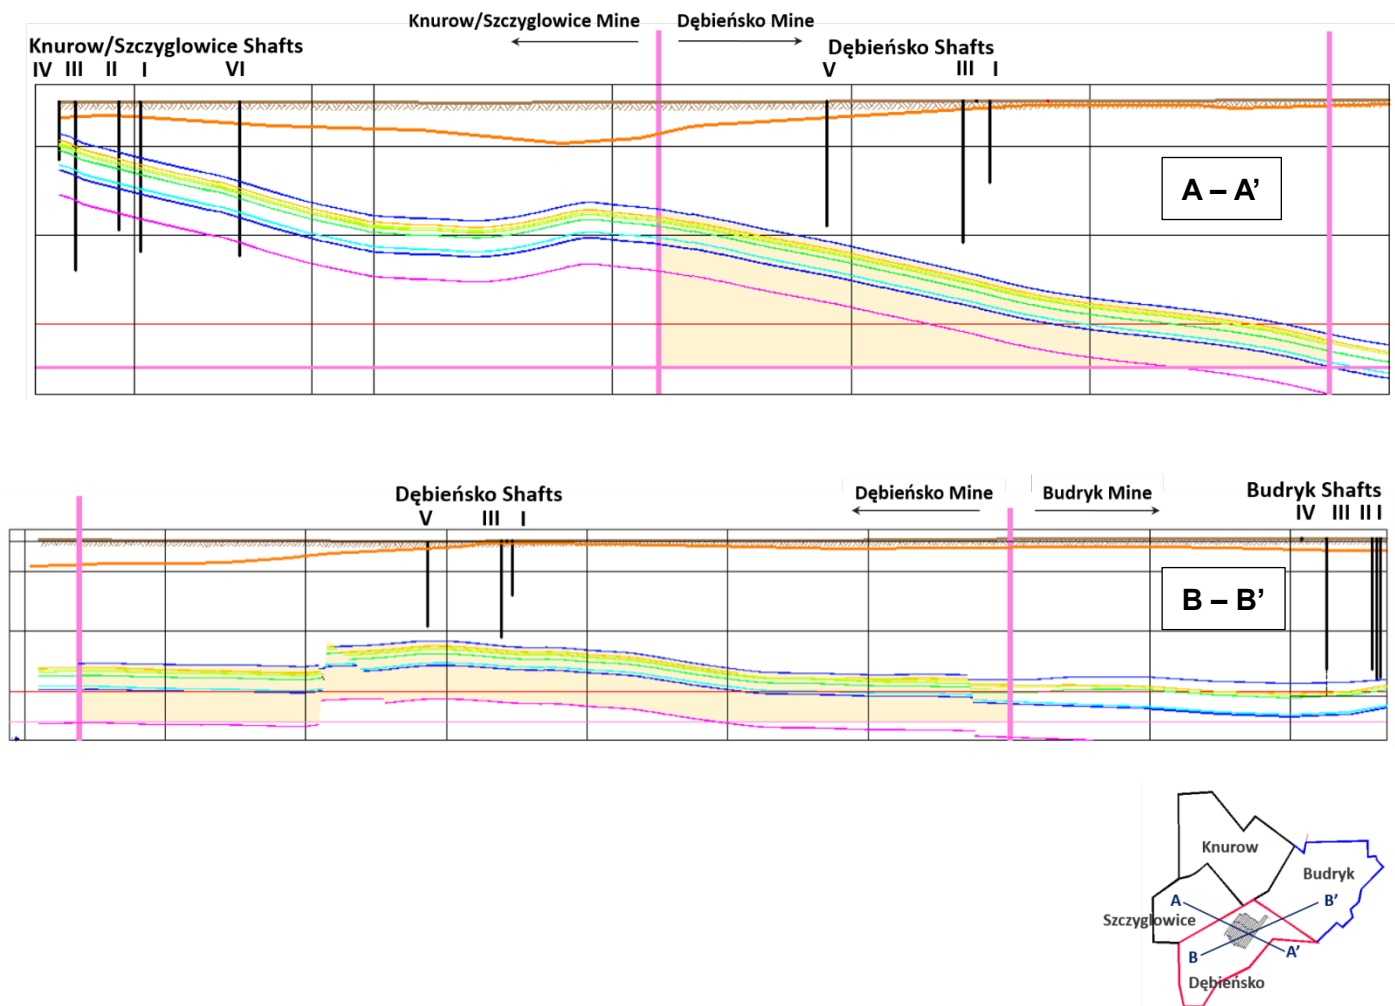 Knurow/Szczyglowice Mine Dębieńsko Mine
Knurow/Szczyglowice Shafts Dębieńsko Shafts
IV III II I VI V III I
A – A’
Dębieńsko Shafts Dębieńsko Mine Budryk Mine Budryk Shafts
V III I IV III II I
B – B’
Knurow
Budryk
A B’
Szczyglowice
B A’
Dębieńsko